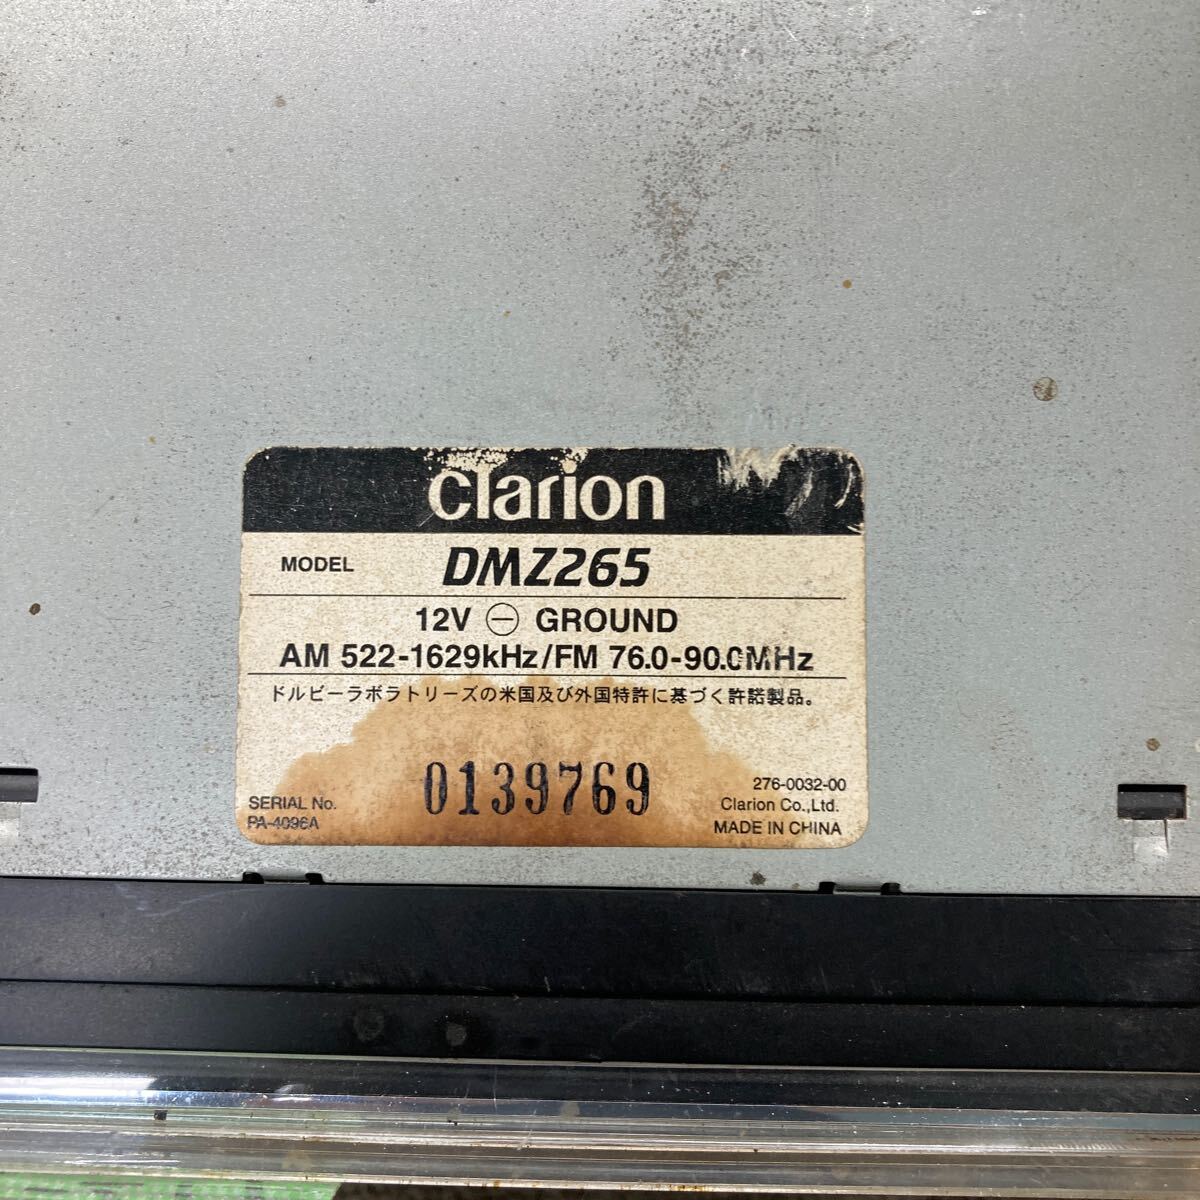 clarion
MODEL DMZ265
12V ⊖ GROUND
AM 522-1629kHz/FM 76.0-90.0MHz
ドルビーラボラトリーズの米国及び外国特許に基づく許諾製品。
0139769
SERIAL No.
PA-4096A
276-0032-00
Clarion Co.,Ltd.
MADE IN CHINA